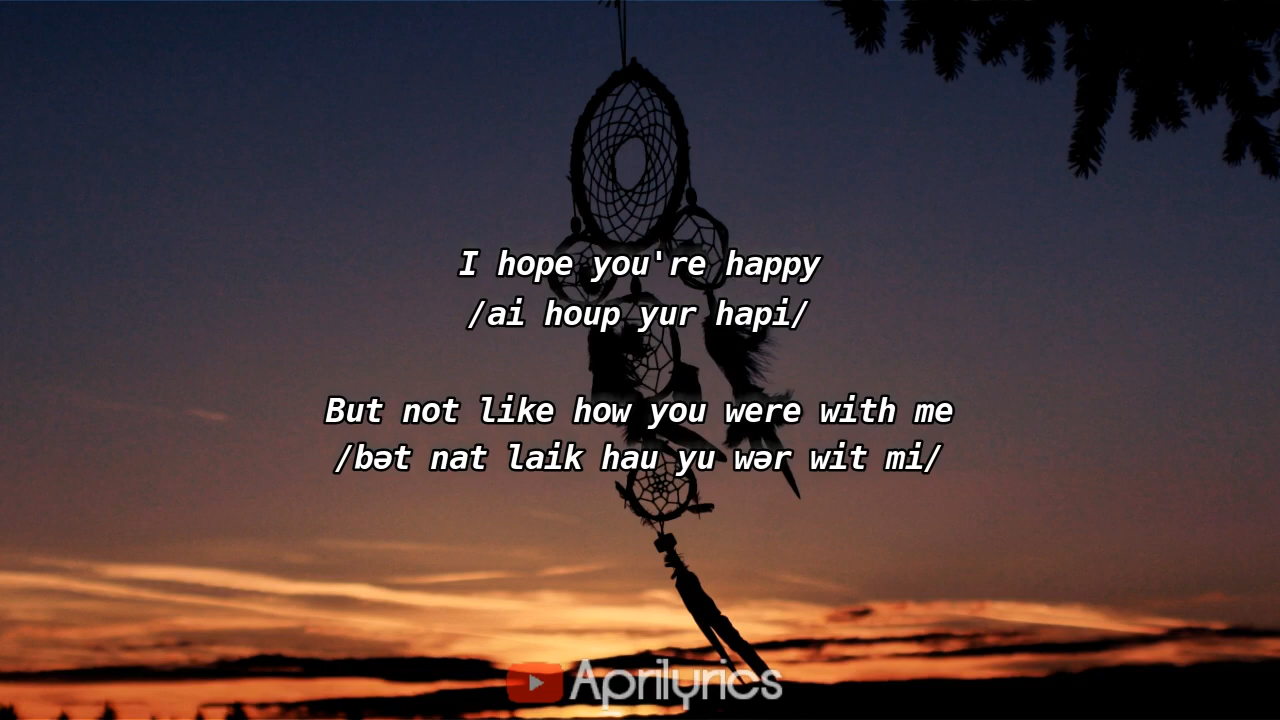 I hope you're happy
/ai houp yur hapi/
But not like how you were with me
/bət nat laik hau yu wər wit mi/
Aprilyrics